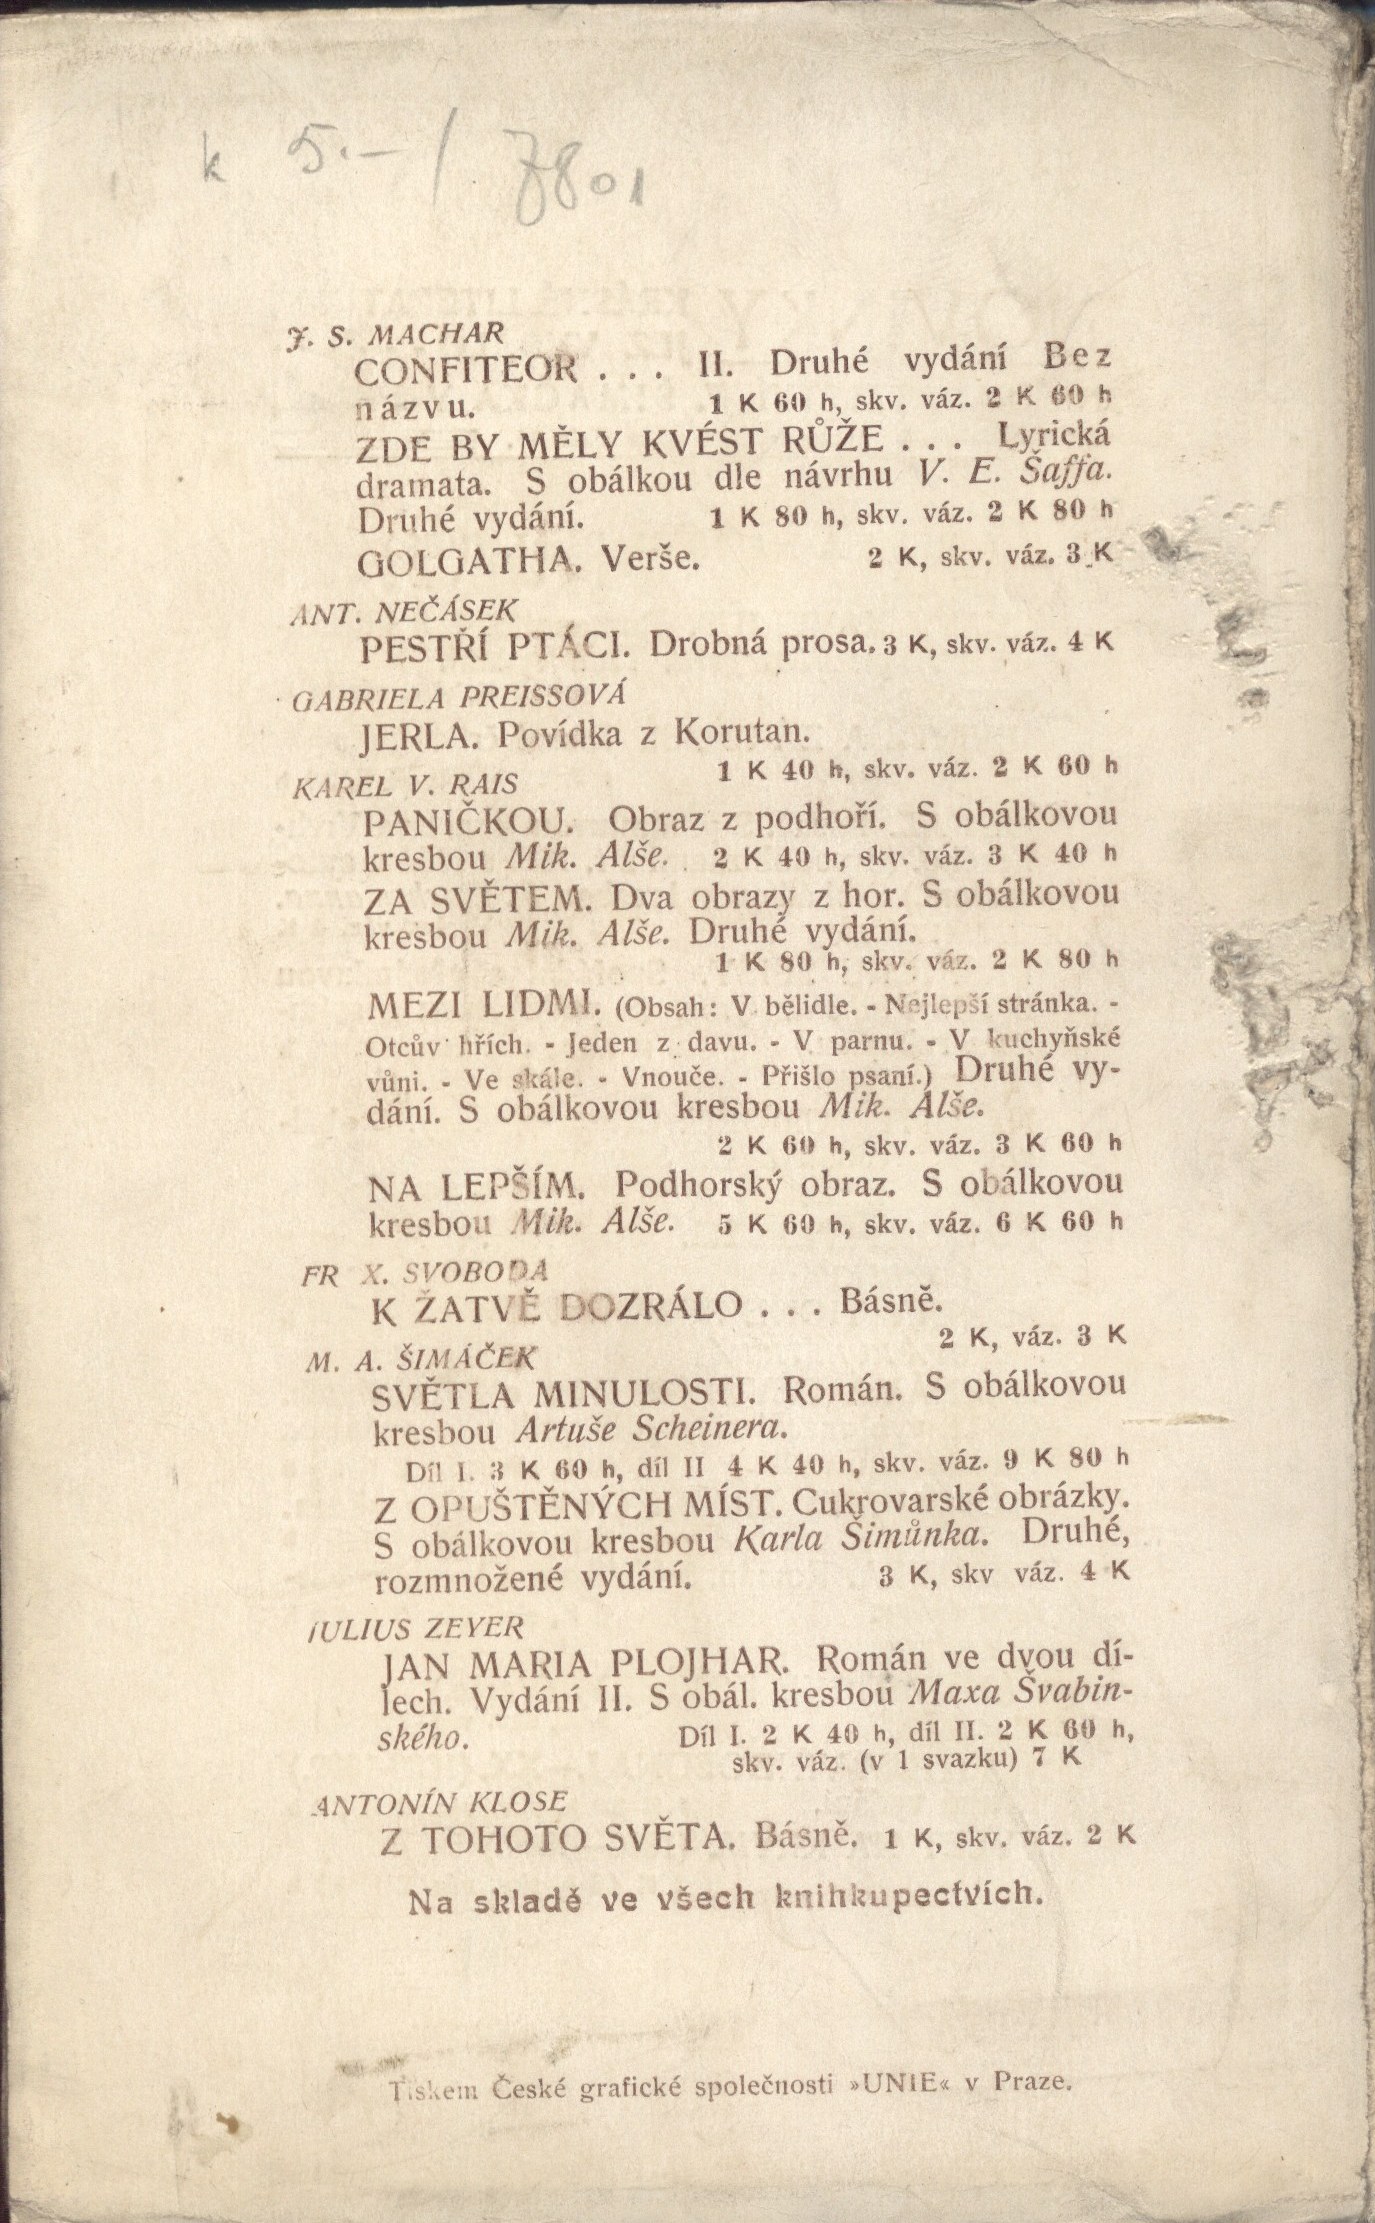 k 5.- / 7801
J. S. MACHAR
CONFITEOR . . . II. Druhé vydání Bez
názvu. 1 K 60 h, skv. váz. 2 K 60 h
ZDE BY MĚLY KVÉST RŮŽE . . . Lyrická
dramata. S obálkou dle návrhu V. E. Šaffa.
Druhé vydání. 1 K 80 h, skv. váz. 2 K 80 h
GOLGATHA. Verše. 2 K, skv. váz. 3 K
ANT. NEČÁSEK
PESTŘÍ PTÁCI. Drobná prosa. 3 K, skv. váz. 4 K
GABRIELA PREISSOVÁ
JERLA. Povídka z Korutan.
1 K 40 h, skv. váz. 2 K 60 h
KAREL V. RAIS
PANIČKOU. Obraz z podhoří. S obálkovou
kresbou Mik. Alše. 2 K 40 h, skv. váz. 3 K 40 h
ZA SVĚTEM. Dva obrazy z hor. S obálkovou
kresbou Mik. Alše. Druhé vydání.
1 K 80 h, skv. váz. 2 K 80 h
MEZI LIDMI. (Obsah: V bělidle. - Nejlepší stránka. -
Otcův hřích. - Jeden z davu. - V parnu. - V kuchyňské
vůni. - Ve skále. - Vnouče. - Přišlo psaní.) Druhé vy-
dání. S obálkovou kresbou Mik. Alše.
2 K 60 h, skv. váz. 3 K 60 h
NA LEPŠÍM. Podhorský obraz. S obálkovou
kresbou Mik. Alše. 5 K 60 h, skv. váz. 6 K 60 h
FR X. SVOBODA
K ŽATVĚ DOZRÁLO . . . Básně.
2 K, váz. 3 K
M. A. ŠIMÁČEK
SVĚTLA MINULOSTI. Román. S obálkovou
kresbou Artuše Scheinera.
Díl I. 3 K 60 h, díl II 4 K 40 h, skv. váz. 9 K 80 h
Z OPUŠTĚNÝCH MÍST. Cukrovarské obrázky.
S obálkovou kresbou Karla Šimůnka. Druhé,
rozmnožené vydání. 3 K, skv váz. 4 K
JULIUS ZEYER
JAN MARIA PLOJHAR. Román ve dvou dí-
lech. Vydání II. S obál. kresbou Maxa Švabin-
ského. Díl I. 2 K 40 h, díl II. 2 K 60 h,
skv. váz. (v 1 svazku) 7 K
ANTONÍN KLOSE
Z TOHOTO SVĚTA. Básně. 1 K, skv. váz. 2 K
Na skladě ve všech knihkupectvích.
Tiskem České grafické společnosti »UNIE« v Praze.